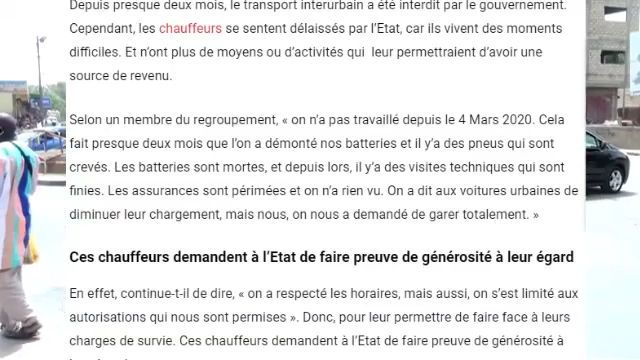 Depuis presque deux mois, le transport interurbain a été interdit par le gouvernement.
Cependant, les chauffeurs se sentent délaissés par l’Etat, car ils vivent des moments
difficiles. Et n’ont plus de moyens ou d’activités qui leur permettraient d’avoir une
source de revenu.
Selon un membre du regroupement, « on n’a pas travaillé depuis le 4 Mars 2020. Cela
fait presque deux mois que l’on a démonté nos batteries et il y’a des pneus qui sont
crevés. Les batteries sont mortes, et depuis lors, il y’a des visites techniques qui sont
finies. Les assurances sont périmées et on n’a rien vu. On a dit aux voitures urbaines de
diminuer leur chargement, mais nous, on nous a demandé de garer totalement. »
Ces chauffeurs demandent à l’Etat de faire preuve de générosité à leur égard
En effet, continue-t-il de dire, « on a respecté les horaires, mais aussi, on s’est limité aux
autorisations qui nous sont permises ». Donc, pour leur permettre de faire face à leurs
charges de survie. Ces chauffeurs demandent à l’Etat de faire preuve de générosité à